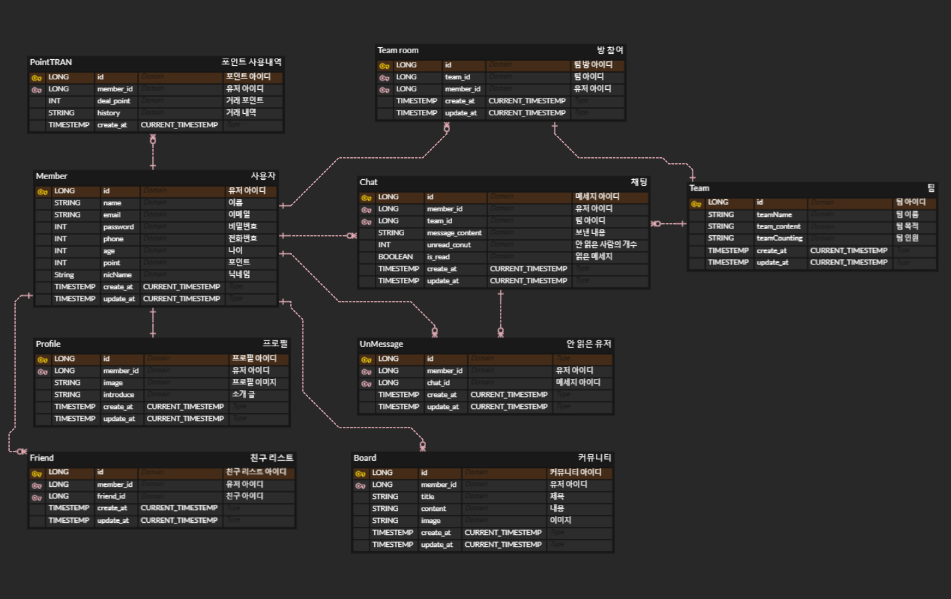 PointTRAN 포인트 사용내역
LONG id Domain 포인트 아이디
LONG member_id Domain 유저 아이디
INT deal_point Domain 거래 포인트
STRING history Domain 거래 내역
TIMESTEMP create_at CURRENT_TIMESTEMP Type
Team room 방 참여
LONG id Domain 팀방 아이디
LONG team_id Domain 팀 아이디
LONG member_id Domain 유저 아이디
TIMESTEMP create_at CURRENT_TIMESTEMP Type
TIMESTEMP update_at CURRENT_TIMESTEMP Type
Member 사용자
LONG id Domain 유저 아이디
STRING name Domain 이름
STRING email Domain 이메일
INT password Domain 비밀번호
INT phone Domain 전화번호
INT age Domain 나이
INT point Domain 포인트
String nicName Domain 닉네임
TIMESTEMP create_at CURRENT_TIMESTEMP Type
TIMESTEMP update_at CURRENT_TIMESTEMP Type
Chat 채팅
LONG id Domain 메세지 아이디
LONG member_id Domain 유저 아이디
LONG team_id Domain 팀 아이디
STRING message_content Domain 보낸 내용
INT unread_conut Domain 안 읽은 사람의 개수
BOOLEAN is_read Domain 읽은 메세지
TIMESTEMP create_at CURRENT_TIMESTEMP Type
TIMESTEMP update_at CURRENT_TIMESTEMP Type
Team 팀
LONG id Domain 팀 아이디
STRING teamName Domain 팀 이름
STRING team_content Domain 팀 목적
STRING teamCounting Domain 팀 인원
TIMESTEMP create_at CURRENT_TIMESTEMP Type
TIMESTEMP update_at CURRENT_TIMESTEMP Type
Profile 프로필
LONG id Domain 프로필 아이디
LONG member_id Domain 유저 아이디
STRING image Domain 프로필 이미지
STRING introduce Domain 소개 글
TIMESTEMP create_at CURRENT_TIMESTEMP Type
TIMESTEMP update_at CURRENT_TIMESTEMP Type
UnMessage 안 읽은 유저
LONG id Domain
LONG member_id Domain 유저 아이디
LONG chat_id Domain 메세지 아이디
TIMESTEMP create_at CURRENT_TIMESTEMP Type
TIMESTEMP update_at CURRENT_TIMESTEMP Type
Friend 친구 리스트
LONG id Domain 친구 리스트 아이디
LONG member_id Domain 유저 아이디
LONG friend_id Domain 친구 아이디
TIMESTEMP create_at CURRENT_TIMESTEMP Type
TIMESTEMP update_at CURRENT_TIMESTEMP Type
Board 커뮤니티
LONG id Domain 커뮤니티 아이디
LONG member_id Domain 유저 아이디
STRING title Domain 제목
STRING content Domain 내용
STRING image Domain 이미지
TIMESTEMP create_at CURRENT_TIMESTEMP Type
TIMESTEMP update_at CURRENT_TIMESTEMP Type